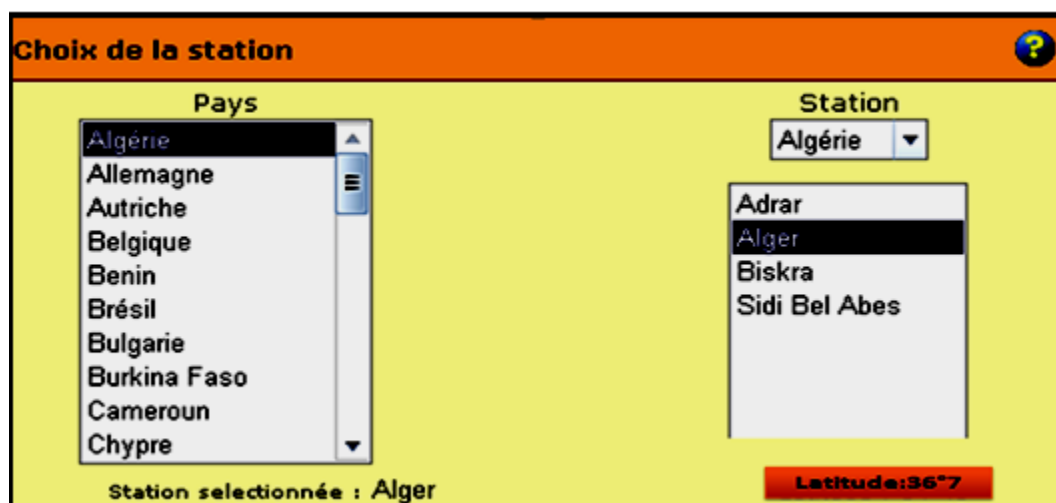 Choix de la station
?
Pays
Algérie
Allemagne
Autriche
Belgique
Benin
Brésil
Bulgarie
Burkina Faso
Cameroun
Chypre
Station selectionnée : Alger
Station
Algérie
Adrar
Alger
Biskra
Sidi Bel Abes
Latitude:36°7